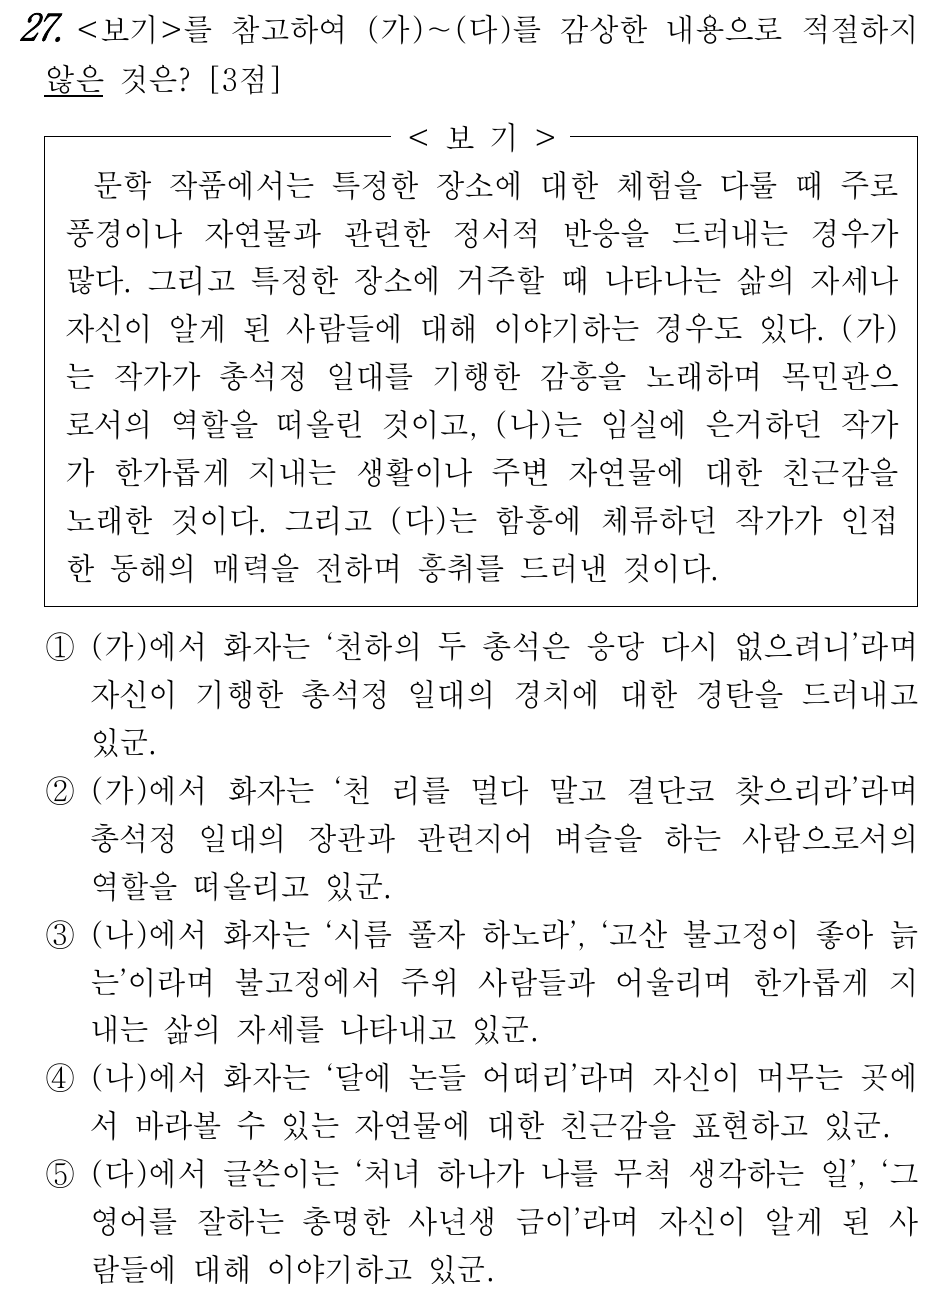 27. <보기>를 참고하여 (가)~(다)를 감상한 내용으로 적절하지
않은 것은? [3점]
< 보 기 >
문학 작품에서는 특정한 장소에 대한 체험을 다룰 때 주로
풍경이나 자연물과 관련한 정서적 반응을 드러내는 경우가
많다. 그리고 특정한 장소에 거주할 때 나타나는 삶의 자세나
자신이 알게 된 사람들에 대해 이야기하는 경우도 있다. (가)
는 작가가 총석정 일대를 기행한 감흥을 노래하며 목민관으
로서의 역할을 떠올린 것이고, (나)는 임실에 은거하던 작가
가 한가롭게 지내는 생활이나 주변 자연물에 대한 친근감을
노래한 것이다. 그리고 (다)는 함흥에 체류하던 작가가 인접
한 동해의 매력을 전하며 흥취를 드러낸 것이다.
① (가)에서 화자는 ‘천하의 두 총석은 응당 다시 없으려니’라며
자신이 기행한 총석정 일대의 경치에 대한 경탄을 드러내고
있군.
② (가)에서 화자는 ‘천 리를 멀다 말고 결단코 찾으리라’라며
총석정 일대의 장관과 관련지어 벼슬을 하는 사람으로서의
역할을 떠올리고 있군.
③ (나)에서 화자는 ‘시름 풀자 하노라’, ‘고산 불고정이 좋아 늙
는’이라며 불고정에서 주위 사람들과 어울리며 한가롭게 지
내는 삶의 자세를 나타내고 있군.
④ (나)에서 화자는 ‘달에 논들 어떠리’라며 자신이 머무는 곳에
서 바라볼 수 있는 자연물에 대한 친근감을 표현하고 있군.
⑤ (다)에서 글쓴이는 ‘처녀 하나가 나를 무척 생각하는 일’, ‘그
영어를 잘하는 총명한 사년생 금이’라며 자신이 알게 된 사
람들에 대해 이야기하고 있군.